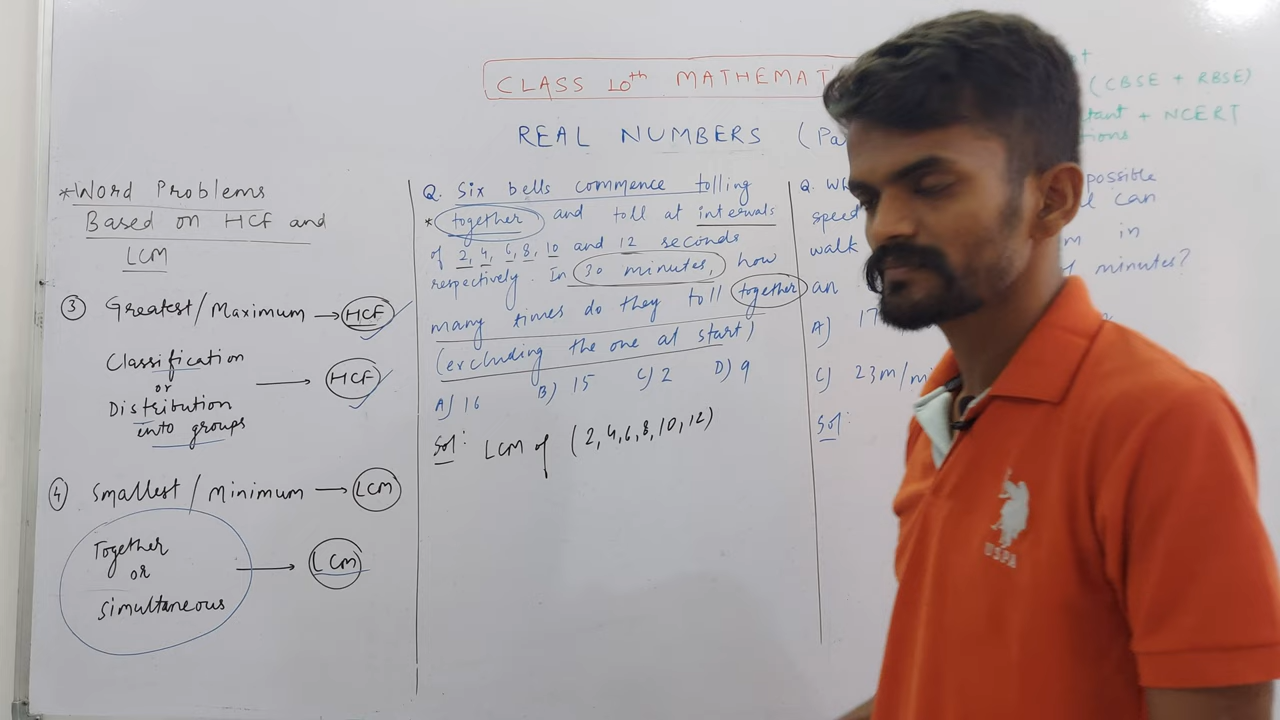 CLASS 10th MATHEMAT
REAL NUMBERS (Pa
(CBSE + RBSE)
+ NCERT
*Word Problems
Based on HCF and
LCM
③ Greatest/Maximum → HCF
Classification
or
Distribution
into groups
→ HCF
④ Smallest/Minimum → LCM
Together
or
Simultaneous
→ LCM
Q. Six bells commence tolling
* together and toll at intervals
of 2, 4, 6, 8, 10 and 12 seconds
respectively. In 30 minutes, how
many times do they toll together
(excluding the one at start)
A) 16 B) 15 C) 2 D) 9
Sol: LCM of (2, 4, 6, 8, 10, 12)
Q. possible
speed can
walk in
an minutes?
A) 17
C) 23m/mi
Sol:
USPA